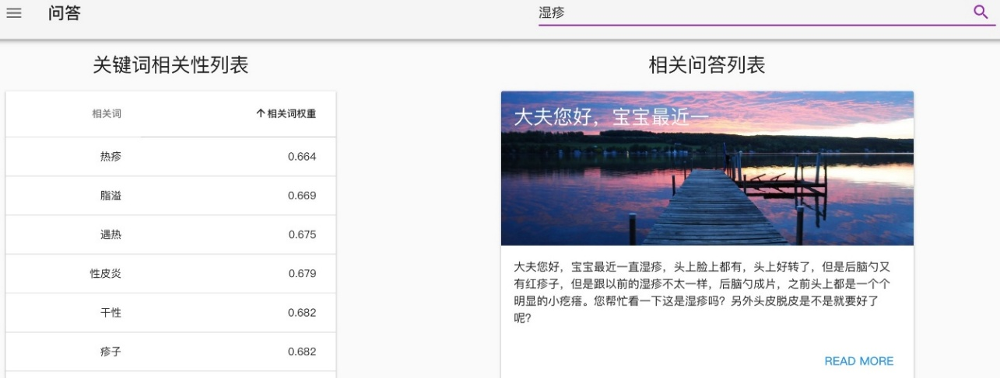 问答
湿疹
关键词相关性列表
相关问答列表
相关词 ↑相关词权重
热疹 0.664
脂溢 0.669
遇热 0.675
性皮炎 0.679
干性 0.682
疹子 0.682
大夫您好，宝宝最近一
大夫您好，宝宝最近一直湿疹，头上脸上都有，头上好转了，但是后脑勺又
有红疹子，但是跟以前的湿疹不太一样，后脑勺成片，之前头上都是一个个
明显的小疙瘩。您帮忙看一下这是湿疹吗？另外头皮脱皮是不是就要好了
呢？
READ MORE